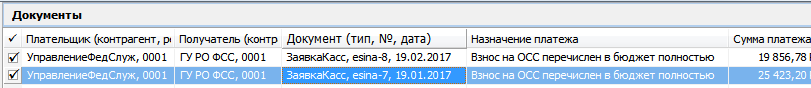 Документы
Плательщик (контрагент, ре Получатель (контр Документ (тип, №, дата) Назначение платежа Сумма платежа
УправлениеФедСлуж, 0001 ГУ РО ФСС, 0001 ЗаявкаКасс, esina-8, 19.02.2017 Взнос на ОСС перечислен в бюджет полностью 19 856,78
УправлениеФедСлуж, 0001 ГУ РО ФСС, 0001 ЗаявкаКасс, esina-7, 19.01.2017 Взнос на ОСС перечислен в бюджет полностью 25 423,20